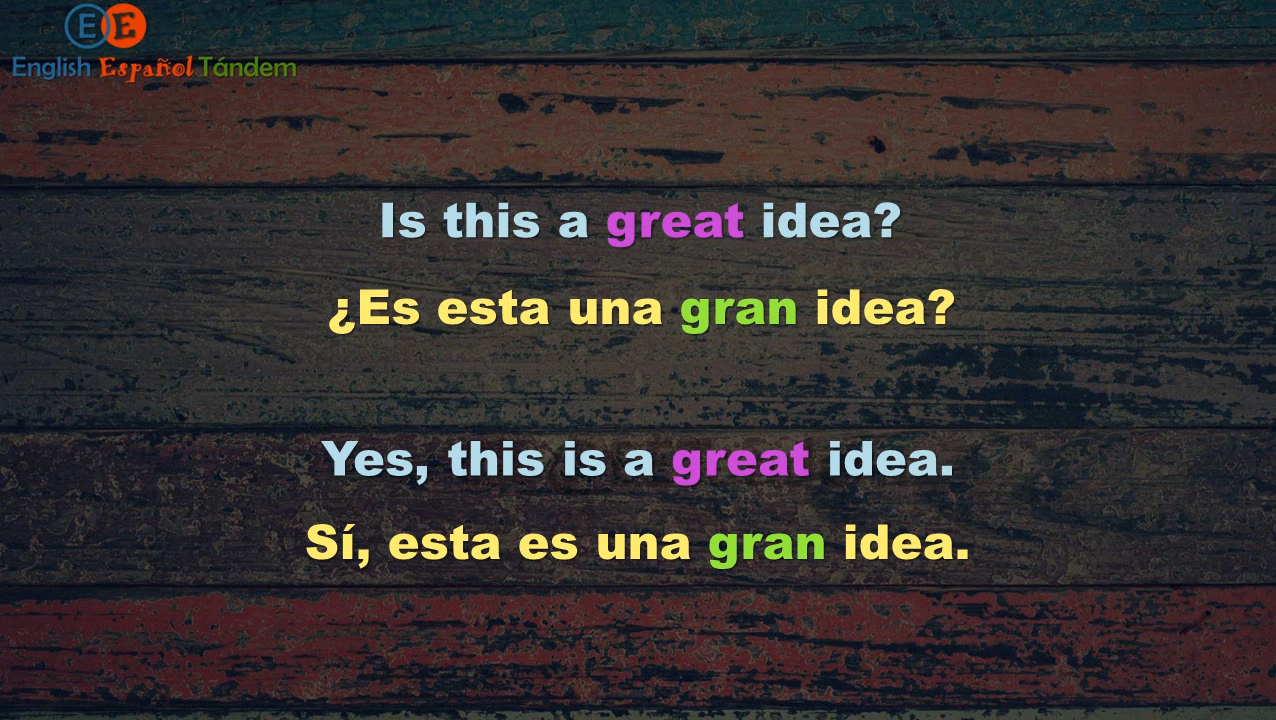 E E
English Español Tándem
Is this a great idea?
¿Es esta una gran idea?
Yes, this is a great idea.
Sí, esta es una gran idea.